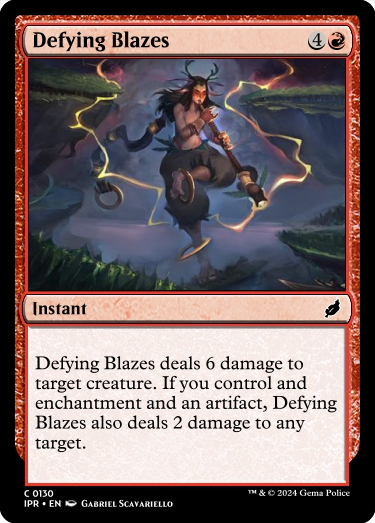 Defying Blazes 4
Instant
Defying Blazes deals 6 damage to
target creature. If you control and
enchantment and an artifact, Defying
Blazes also deals 2 damage to any
target.
C 0130
IPR • EN Gabriel Scavariello
™ & © 2024 Gema Police